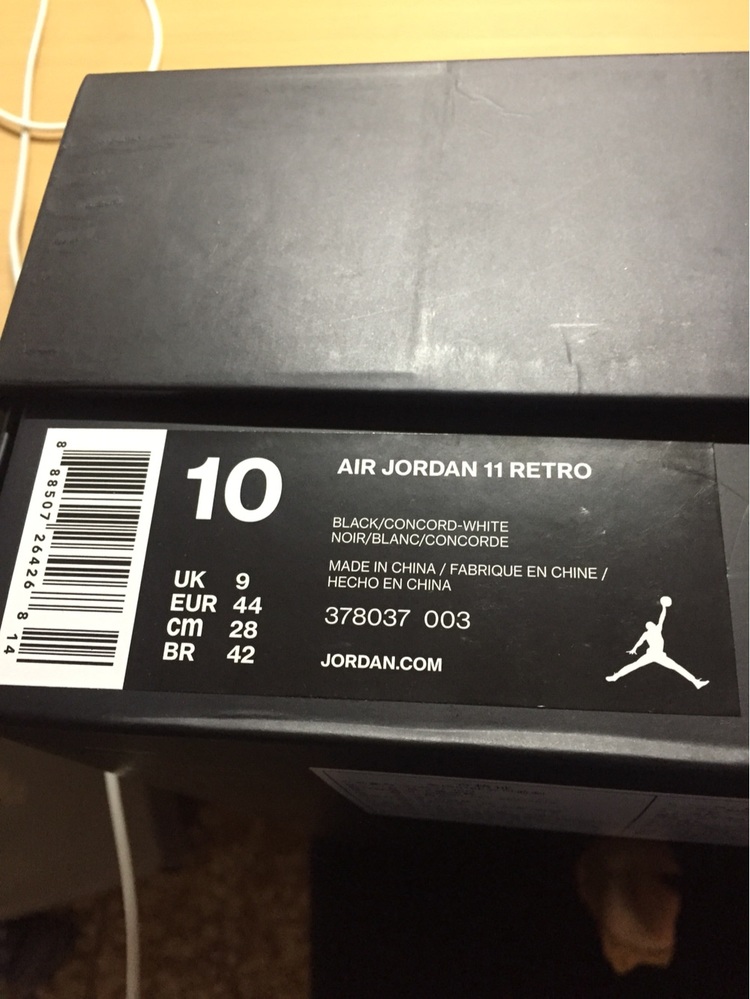 8 88507 26426 8 14
10
UK 9
EUR 44
cm 28
BR 42
AIR JORDAN 11 RETRO
BLACK/CONCORD-WHITE
NOIR/BLANC/CONCORDE
MADE IN CHINA / FABRIQUE EN CHINE /
HECHO EN CHINA
378037 003
JORDAN.COM